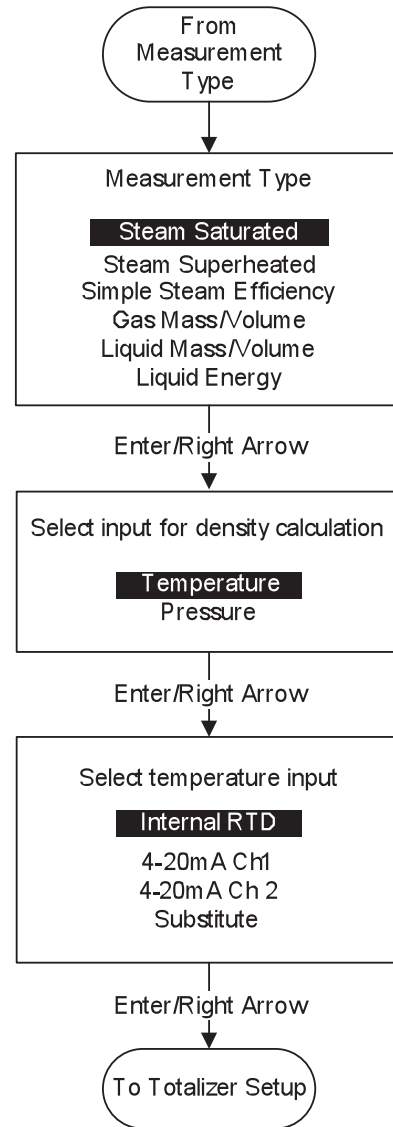 From
Measurement
Type
Measurement Type
Steam Saturated
Steam Superheated
Simple Steam Efficiency
Gas Mass/Volume
Liquid Mass/Volume
Liquid Energy
Enter/Right Arrow
Select input for density calculation
Temperature
Pressure
Enter/Right Arrow
Select temperature input
Internal RTD
4-20mA Ch1
4-20mA Ch 2
Substitute
Enter/Right Arrow
To Totalizer Setup